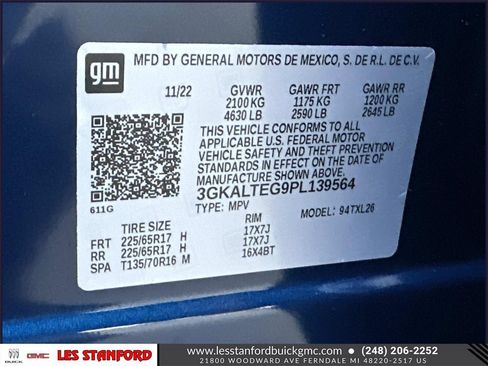 gm
MFD BY GENERAL MOTORS DE MEXICO, S. DE R.L. DE C.V.
11/22 GVWR GAWR FRT GAWR RR
2100 KG 1175 KG 1200 KG
4630 LB 2590 LB 2645 LB
THIS VEHICLE CONFORMS TO ALL
APPLICABLE U.S. FEDERAL MOTOR
VEHICLE SAFETY AND THEFT
PREVENTION STANDARDS IN
EFFECT ON THE DATE OF
MANUFACTURE SHOWN ABOVE.
3GKALTEG9PL139564
611G
TYPE: MPV MODEL: 94TXL26
TIRE SIZE RIM
FRT 225/65R17 H 17X7J
RR 225/65R17 H 17X7J
SPA T135/70R16 M 16X4BT
BUICK GMC LES STANFORD
www.lesstanfordbuickgmc.com (248) 206-2252
21800 WOODWARD AVE FERNDALE MI 48220-2517 US